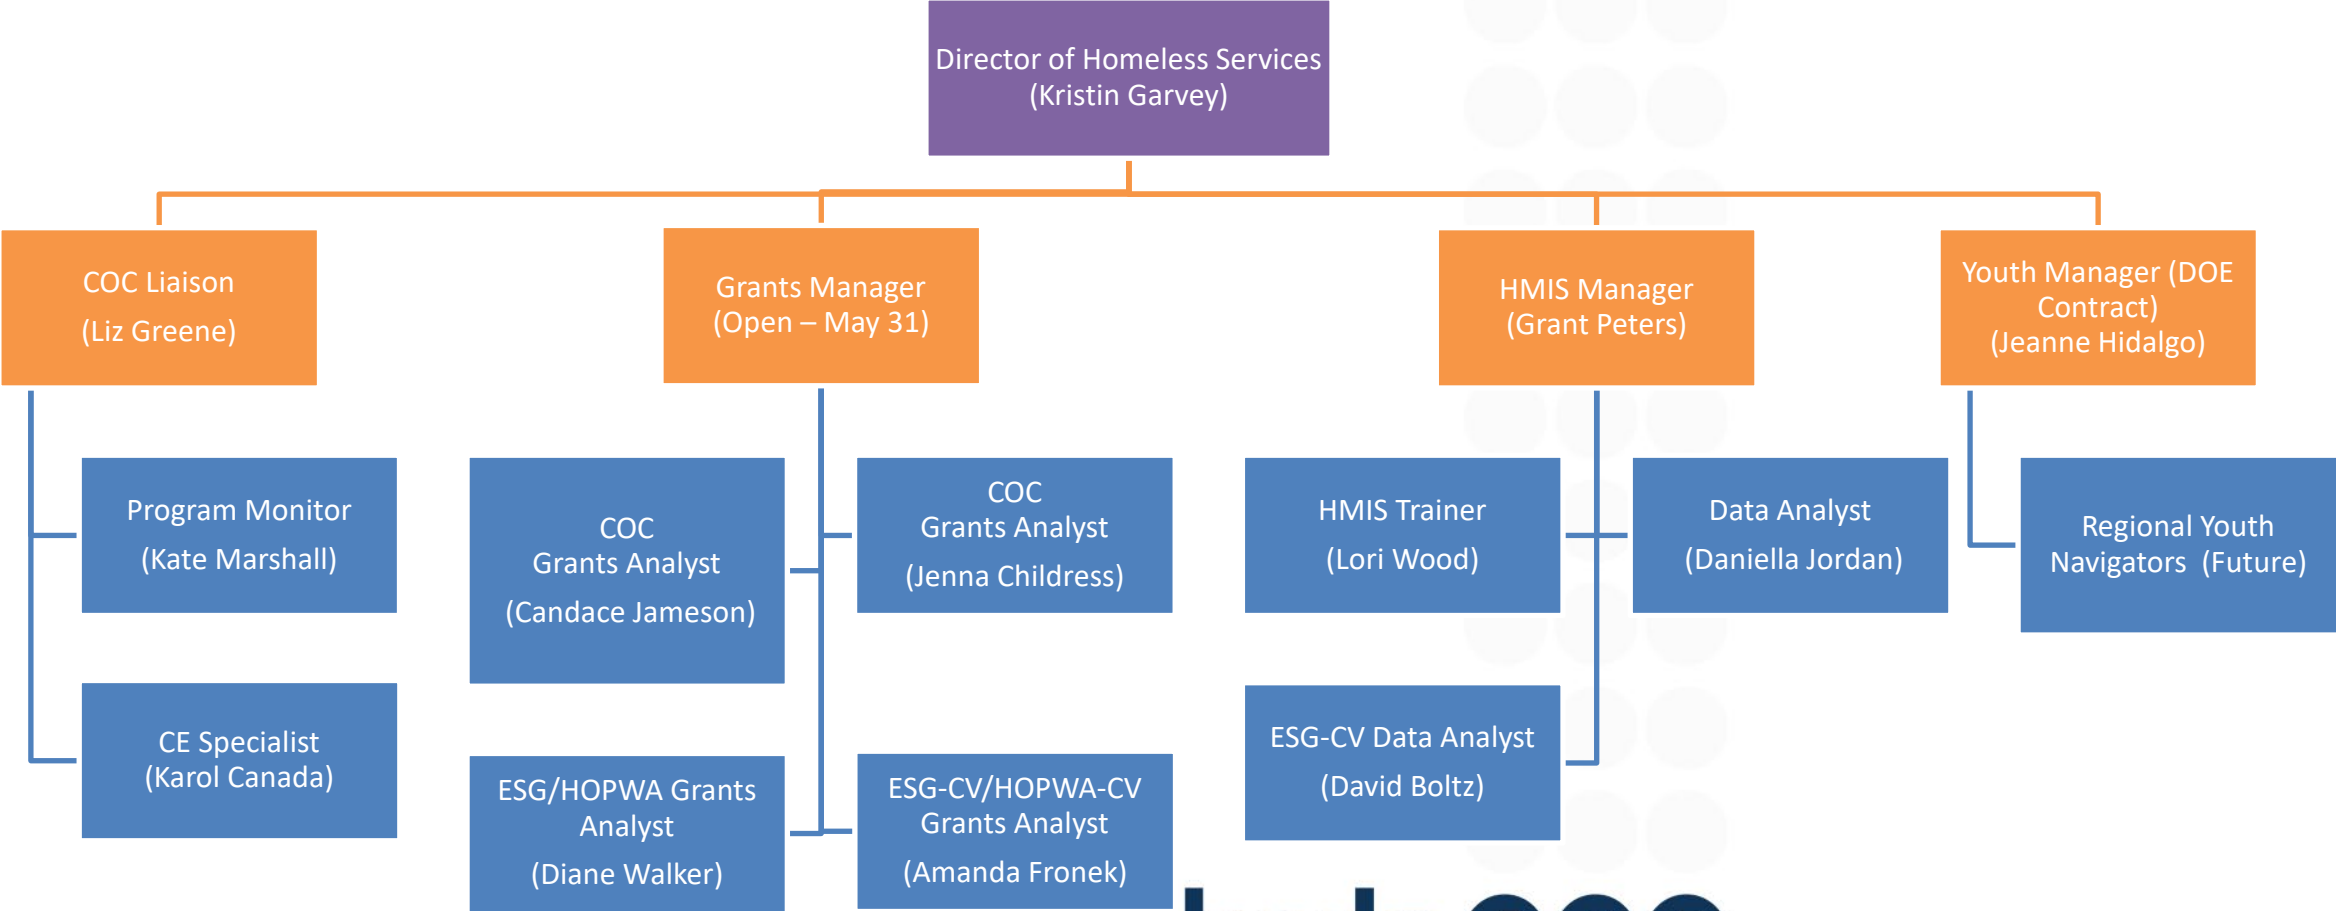 Director of Homeless Services
(Kristin Garvey)
COC Liaison
(Liz Greene)
Grants Manager
(Open – May 31)
HMIS Manager
(Grant Peters)
Youth Manager (DOE
Contract)
(Jeanne Hidalgo)
Program Monitor
(Kate Marshall)
COC
Grants Analyst
(Candace Jameson)
COC
Grants Analyst
(Jenna Childress)
HMIS Trainer
(Lori Wood)
Data Analyst
(Daniella Jordan)
Regional Youth
Navigators (Future)
CE Specialist
(Karol Canada)
ESG/HOPWA Grants
Analyst
(Diane Walker)
ESG-CV/HOPWA-CV
Grants Analyst
(Amanda Fronek)
ESG-CV Data Analyst
(David Boltz)